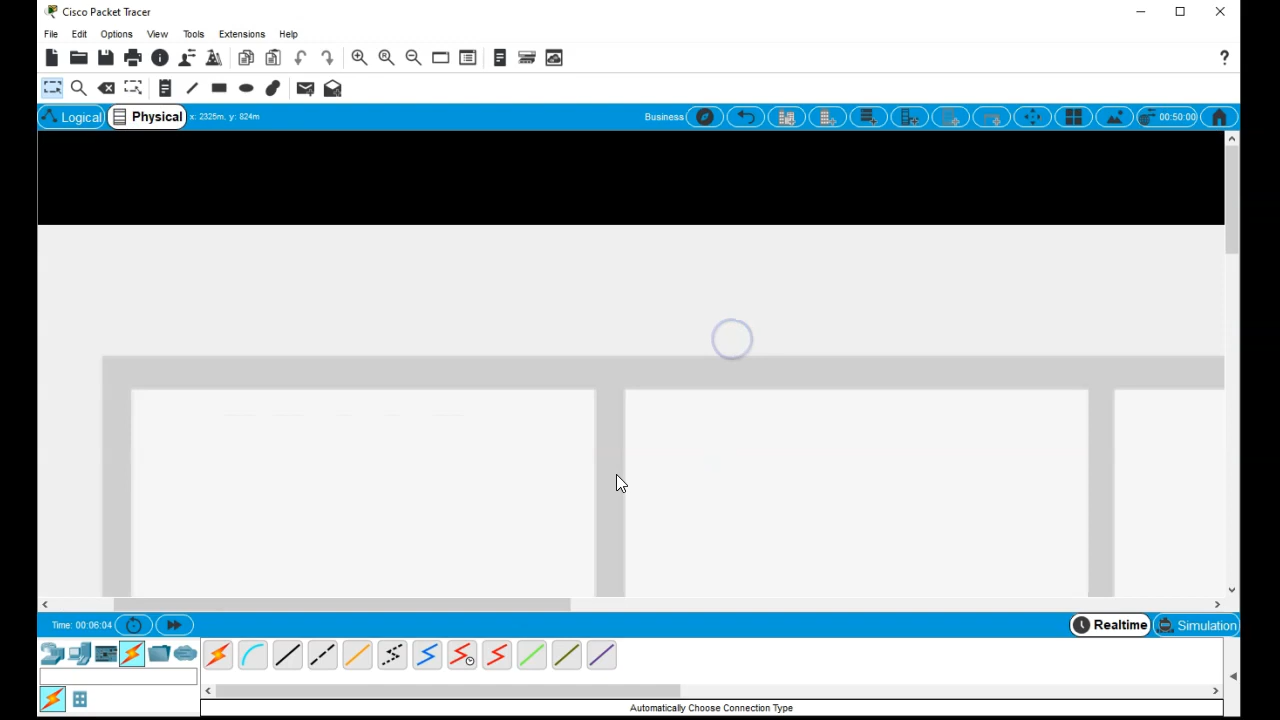 Cisco Packet Tracer
File Edit Options View Tools Extensions Help
Logical Physical x: 2325m, y: 824m Business 00:50:00
Time: 00:06:04 Realtime Simulation
Automatically Choose Connection Type